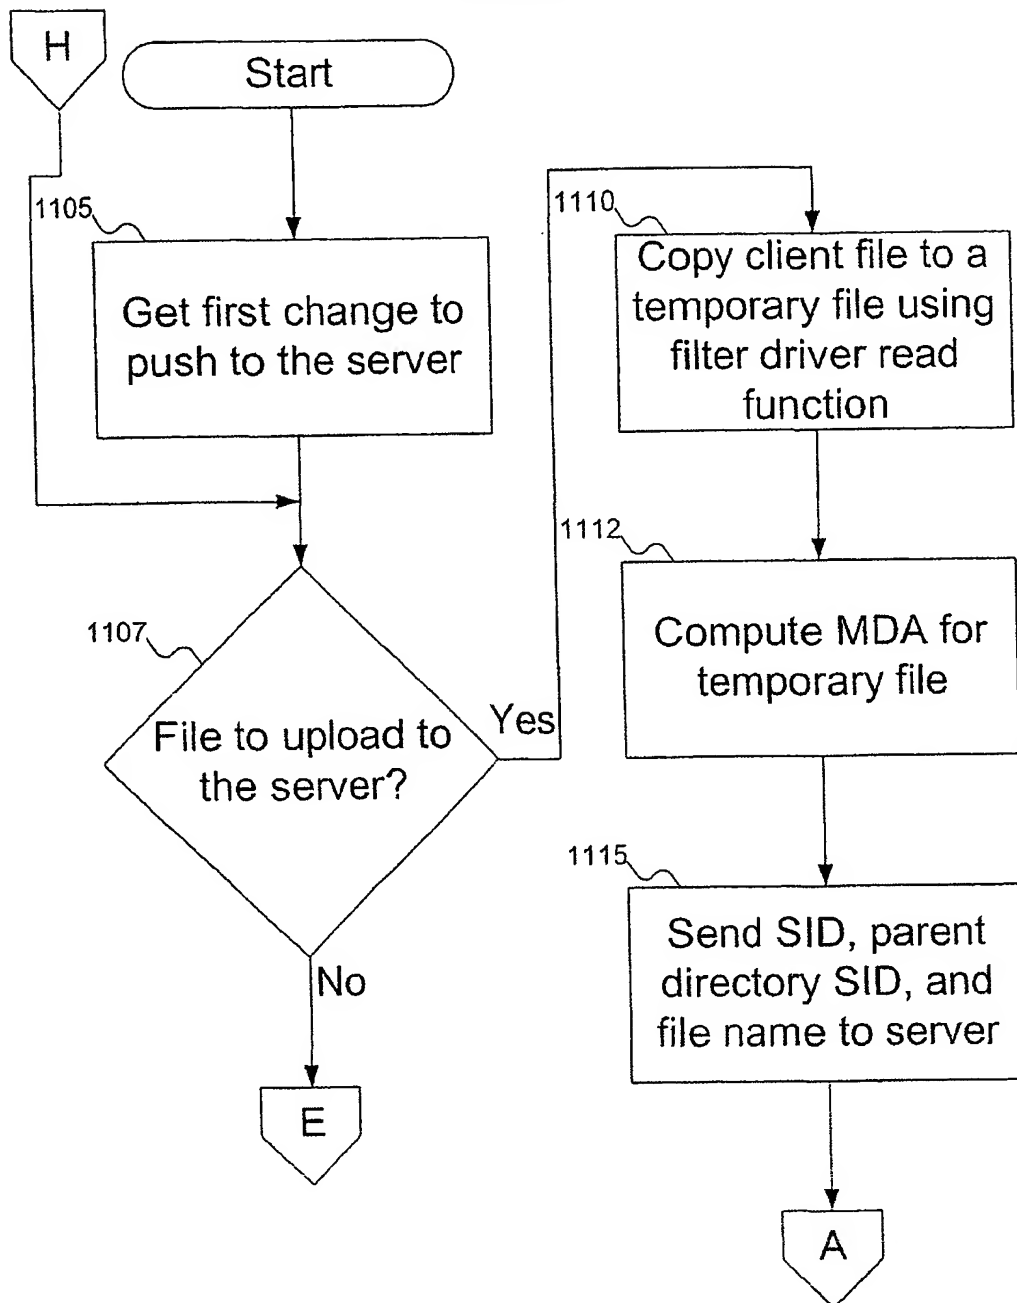 H
Start
1105
Get first change to
push to the server
1107
File to upload to
the server?
Yes
No
E
1110
Copy client file to a
temporary file using
filter driver read
function
1112
Compute MDA for
temporary file
1115
Send SID, parent
directory SID, and
file name to server
A